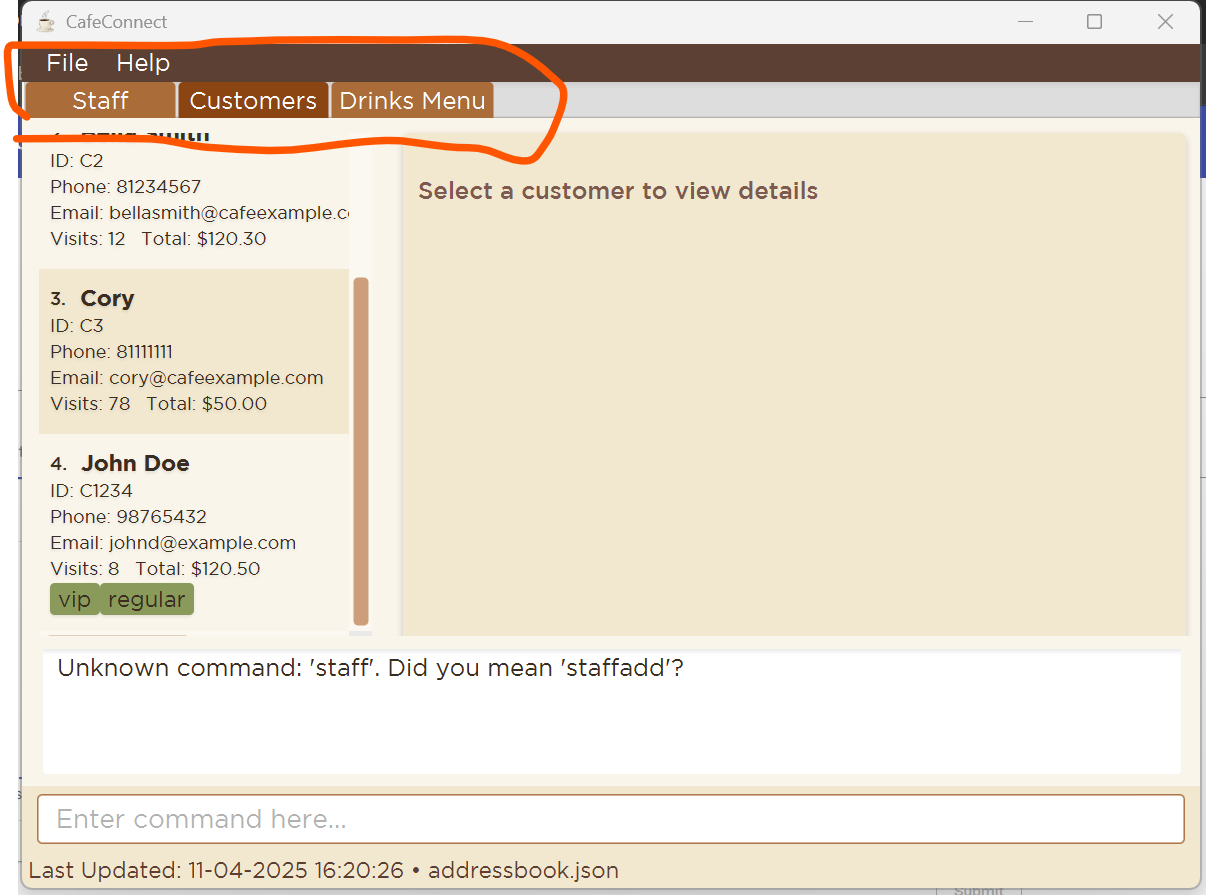 CafeConnect
File Help
Staff Customers Drinks Menu
ID: C2
Phone: 81234567
Email: bellasmith@cafeexample.c
Visits: 12 Total: $120.30
3. Cory
ID: C3
Phone: 81111111
Email: cory@cafeexample.com
Visits: 78 Total: $50.00
4. John Doe
ID: C1234
Phone: 98765432
Email: johnd@example.com
Visits: 8 Total: $120.50
vip regular
Select a customer to view details
Unknown command: 'staff'. Did you mean 'staffadd'?
Enter command here...
Last Updated: 11-04-2025 16:20:26 • addressbook.json
Submit